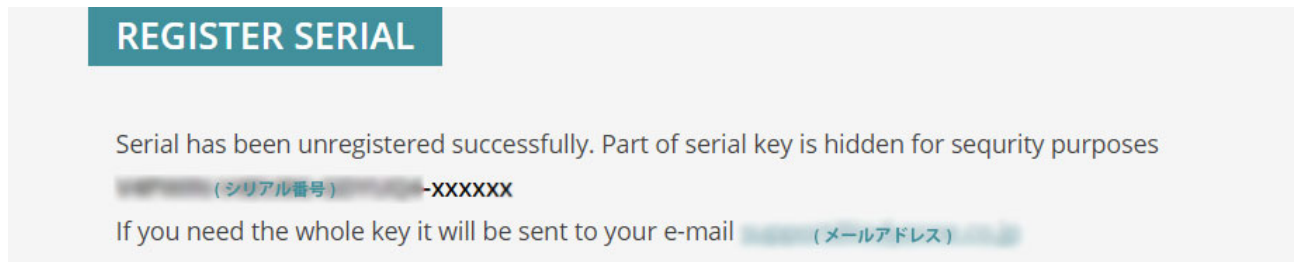 REGISTER SERIAL
Serial has been unregistered successfully. Part of serial key is hidden for sequrity purposes
(シリアル番号) -XXXXXX
If you need the whole key it will be sent to your e-mail (メールアドレス)